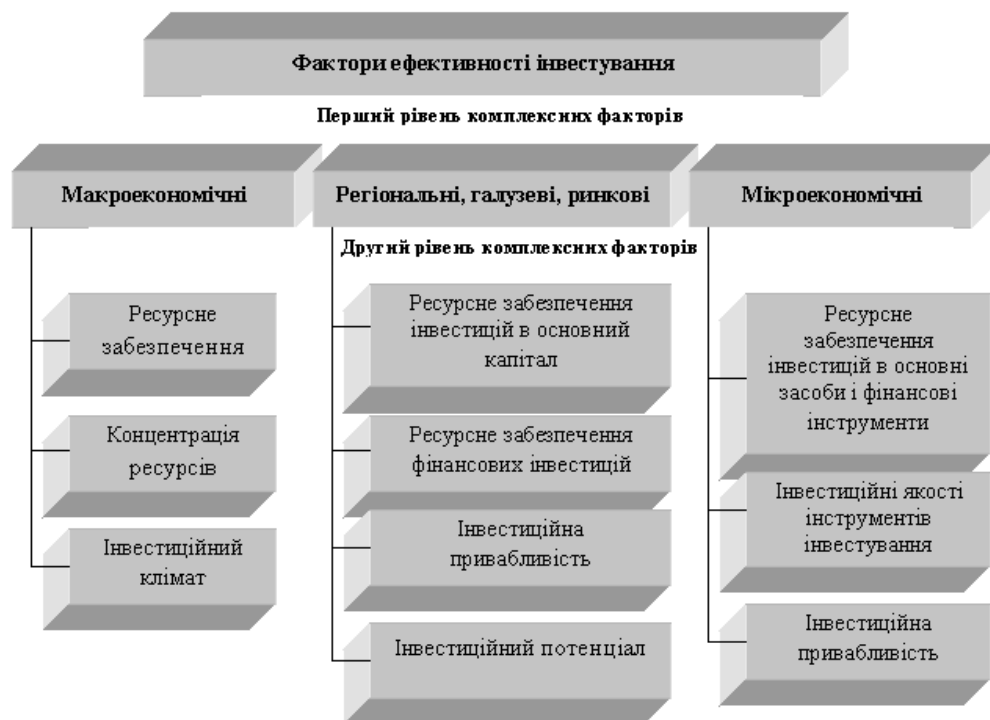 Фактори ефективності інвестування
Перший рівень комплексних факторів
Макроекономічні
Регіональні, галузеві, ринкові
Мікроекономічні
Другий рівень комплексних факторів
Ресурсне
забезпечення
Концентрація
ресурсів
Інвестиційний
клімат
Ресурсне забезпечення
інвестицій в основний
капітал
Ресурсне забезпечення
фінансових інвестицій
Інвестиційна
привабливість
Інвестиційний потенціал
Ресурсне
забезпечення
інвестицій в основні
засоби і фінансові
інструменти
Інвестиційні якості
інструментів
інвестування
Інвестиційна
привабливість